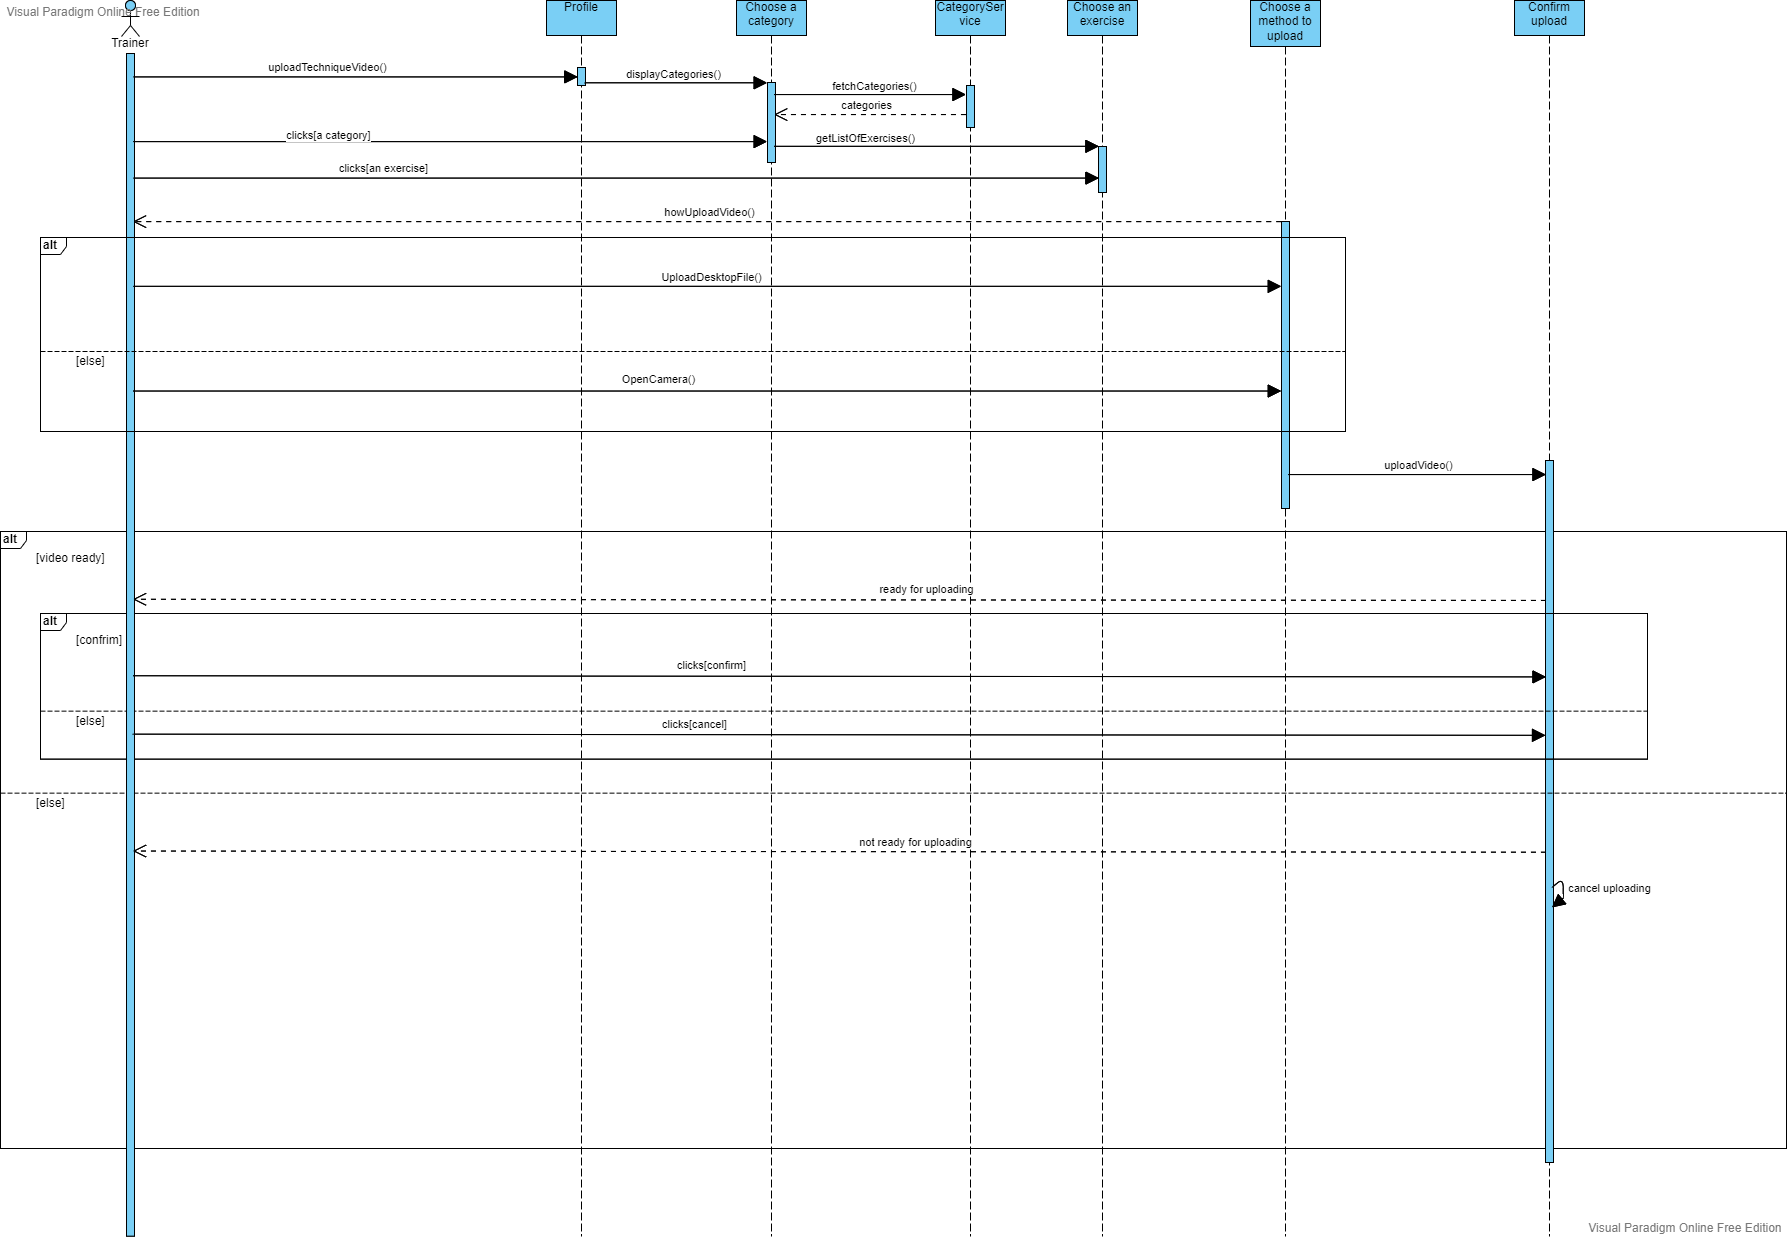 Visual Paradigm Online Free Edition
Trainer
Profile
Choose a
category
CategorySer
vice
Choose an
exercise
Choose a
method to
upload
Confirm
upload
uploadTechniqueVideo()
displayCategories()
fetchCategories()
categories
clicks[a category]
getListOfExercises()
clicks[an exercise]
howUploadVideo()
alt
UploadDesktopFile()
[else]
OpenCamera()
uploadVideo()
alt
[video ready]
ready for uploading
alt
[confrim]
clicks[confirm]
[else]
clicks[cancel]
[else]
not ready for uploading
cancel uploading
Visual Paradigm Online Free Edition